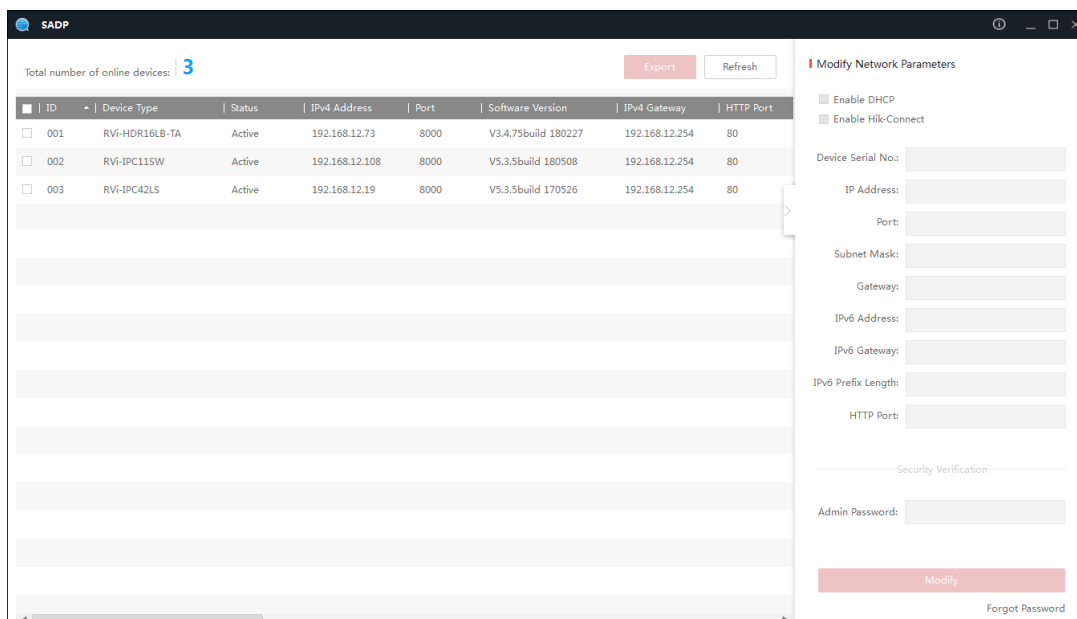 SADP
Total number of online devices: 3
Export
Refresh
ID Device Type Status IPv4 Address Port Software Version IPv4 Gateway HTTP Port
001 RVi-HDR16LB-TA Active 192.168.12.73 8000 V3.4.75build 180227 192.168.12.254 80
002 RVi-IPC11SW Active 192.168.12.108 8000 V5.3.5build 180508 192.168.12.254 80
003 RVi-IPC42LS Active 192.168.12.19 8000 V5.3.5build 170526 192.168.12.254 80
Modify Network Parameters
Enable DHCP
Enable Hik-Connect
Device Serial No.:
IP Address:
Port:
Subnet Mask:
Gateway:
IPv6 Address:
IPv6 Gateway:
IPv6 Prefix Length:
HTTP Port:
Security Verification
Admin Password:
Modify
Forgot Password